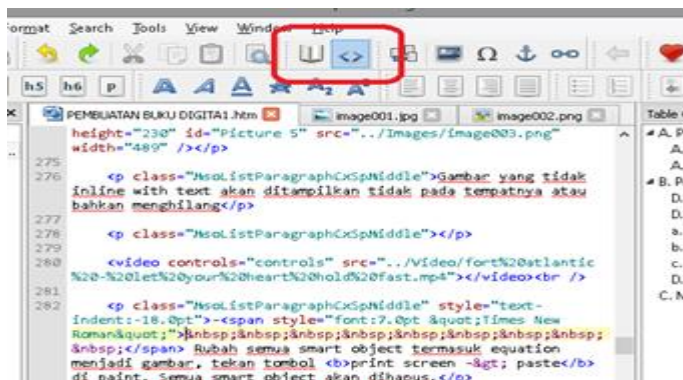 Format Search Tools View Window Help
h5 h6 P A A A A₂ A²
PEMBUATAN BUKU DIGITA1.htm image001.jpg image002.png
height="230" id="Picture 5" src="../Images/image003.png"
width="489" /></p>
275
276 <p class="MsoListParagraphCxSpMiddle">Gambar yang tidak
inline with text akan ditampilkan tidak pada tempatnya atau
bahkan menghilang</p>
277
278 <p class="MsoListParagraphCxSpMiddle"></p>
279
280 <video controls="controls" src="../Video/fort%20atlantic
%20-%20let%20your%20heart%20hold%20fast.mp4"></video><br />
281
282 <p class="MsoListParagraphCxSpMiddle" style="text-
indent:-18.0pt">-<span style="font:7.0pt &quot;Times New
Roman&quot;">&nbsp;&nbsp;&nbsp;&nbsp;&nbsp;&nbsp;&nbsp;&nbsp;
&nbsp;</span> Rubah semua smart object termasuk equation
menjadi gambar, tekan tombol <b>print screen -&gt; paste</b>
di paint. Semua smart object akan dihapus.</p>
Table
A. P
A.
A.
B. P
D.
D.
a.
b.
c.
D.
C. M